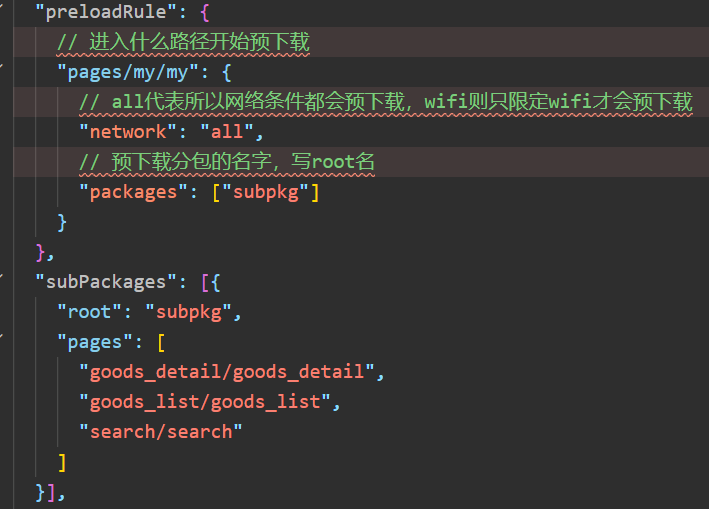 "preloadRule": {
// 进入什么路径开始预下载
"pages/my/my": {
// all代表所以网络条件都会预下载，wifi则只限定wifi才会预下载
"network": "all",
// 预下载分包的名字，写root名
"packages": ["subpkg"]
}
},
"subPackages": [{
"root": "subpkg",
"pages": [
"goods_detail/goods_detail",
"goods_list/goods_list",
"search/search"
]
}],